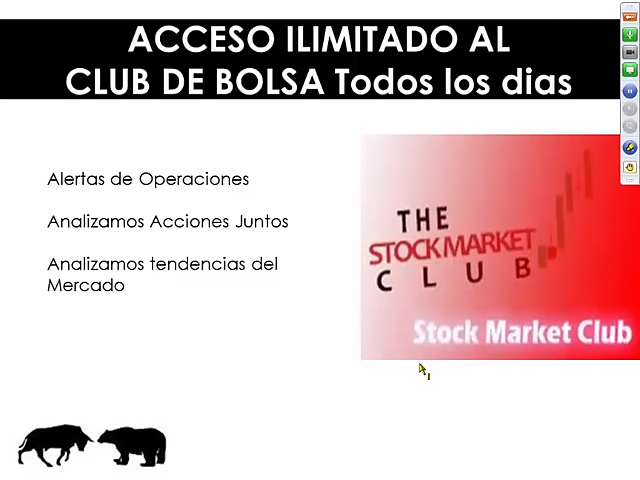 ACCESO ILIMITADO AL
CLUB DE BOLSA Todos los dias
Alertas de Operaciones
Analizamos Acciones Juntos
Analizamos tendencias del
Mercado
THE
STOCKMARKET
CLUB
Stock Market Club